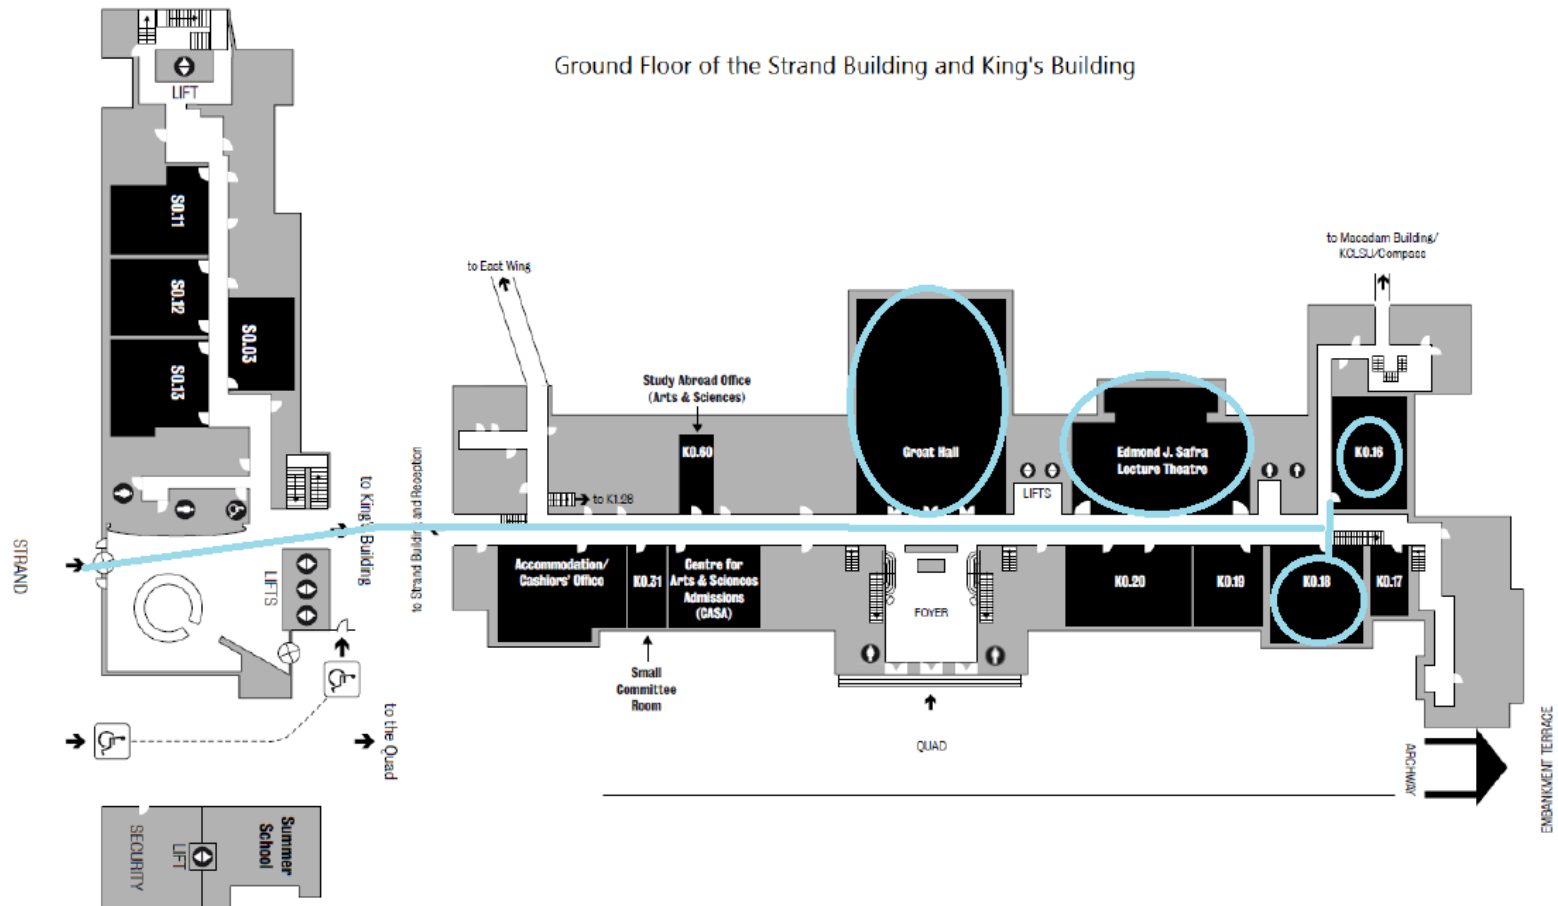 Ground Floor of the Strand Building and King's Building
LIFT
S0.11
S0.12
S0.03
S0.13
STRAND
LIFTS
to King's Building
to Strand Building and Reception
to the Quad
SECURITY
LIFT
Summer
School
to East Wing
Study Abroad Office
(Arts & Sciences)
K0.60
to K1.28
Great Hall
LIFTS
Edmond J. Safra
Lecture Theatre
to Macadam Building/
KCLSU/Compass
K0.16
Accommodation/
Cashiers' Office
K0.31
Centre for
Arts & Sciences
Admissions
(CASA)
Small
Committee
Room
FOYER
QUAD
K0.20
K0.19
K0.18
K0.17
ARCHWAY
EMBANKMENT TERRACE